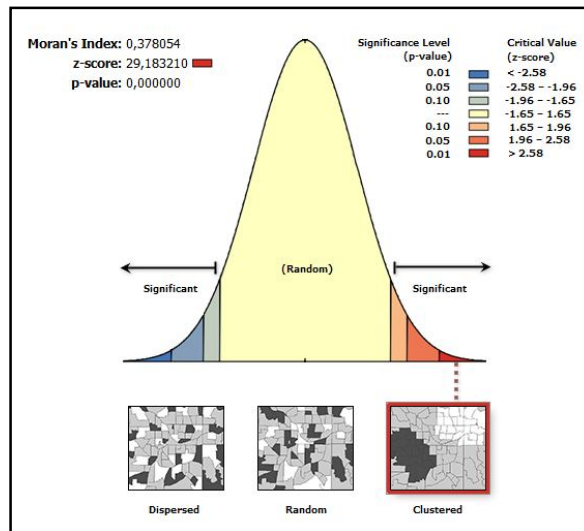 Moran's Index: 0,378054
z-score: 29,183210
p-value: 0,000000
Significance Level
(p-value)
Critical Value
(z-score)
0.01 < -2.58
0.05 -2.58 – -1.96
0.10 -1.96 – -1.65
--- -1.65 – 1.65
0.10 1.65 – 1.96
0.05 1.96 – 2.58
0.01 > 2.58
(Random)
Significant
Significant
Dispersed
Random
Clustered